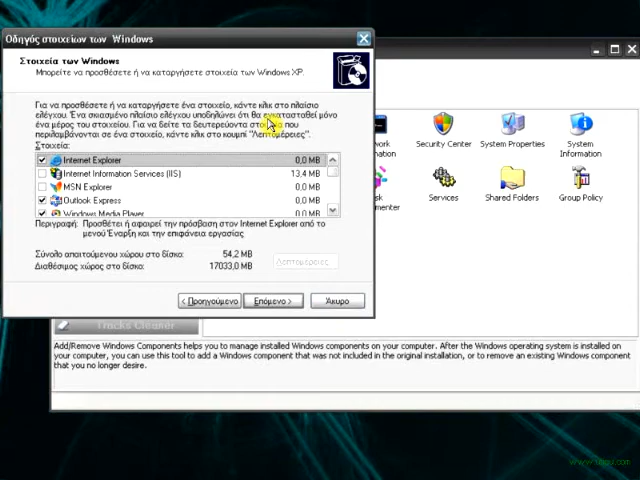 Οδηγός στοιχείων των Windows
Στοιχεία των Windows
Μπορείτε να προσθέσετε ή να καταργήσετε στοιχεία των Windows XP.
Για να προσθέσετε ή να καταργήσετε ένα στοιχείο, κάντε κλικ στο πλαίσιο
ελέγχου. Ένα σκιασμένο πλαίσιο ελέγχου υποδηλώνει ότι θα εγκατασταθεί μόνο
ένα μέρος του στοιχείου. Για να δείτε τα δευτερεύοντα στοιχεία που
περιλαμβάνονται σε ένα στοιχείο, κάντε κλικ στο κουμπί "Λεπτομέρειες".
Στοιχεία:
Internet Explorer 0,0 MB
Internet Information Services (IIS) 13,4 MB
MSN Explorer 0,0 MB
Outlook Express 0,0 MB
Windows Media Player 0,0 MB
Περιγραφή: Προσθέτει ή αφαιρεί την πρόσβαση στον Internet Explorer από το
μενού Έναρξη και την επιφάνεια εργασίας
Σύνολο απαιτούμενου χώρου στο δίσκο: 54,2 MB
Διαθέσιμος χώρος στο δίσκο: 17033,0 MB
Λεπτομέρειες...
< Προηγούμενο
Επόμενο >
Άκυρο
Security Center
System Properties
System
Information
Services
Shared Folders
Group Policy
Tracks Cleaner
Add/Remove Windows Components helps you to manage installed Windows components on your computer. After the Windows operating system is installed on
your computer, you can use this tool to add a Windows component that was not included in the original installation, or to remove an existing Windows component
that you no longer desire.